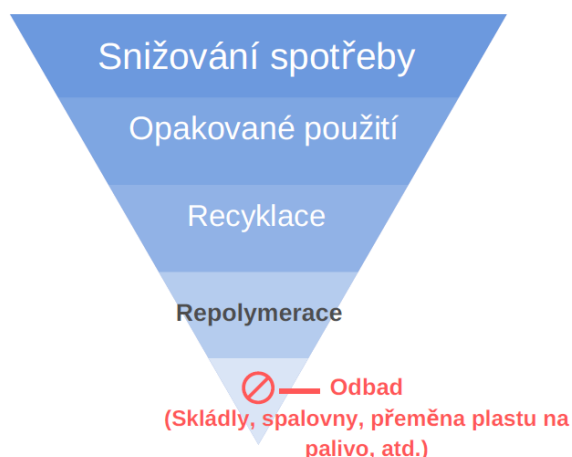 Snižování spotřeby
Opakované použití
Recyklace
Repolymerace
Odbad
(Skládly, spalovny, přeměna plastu na
palivo, atd.)